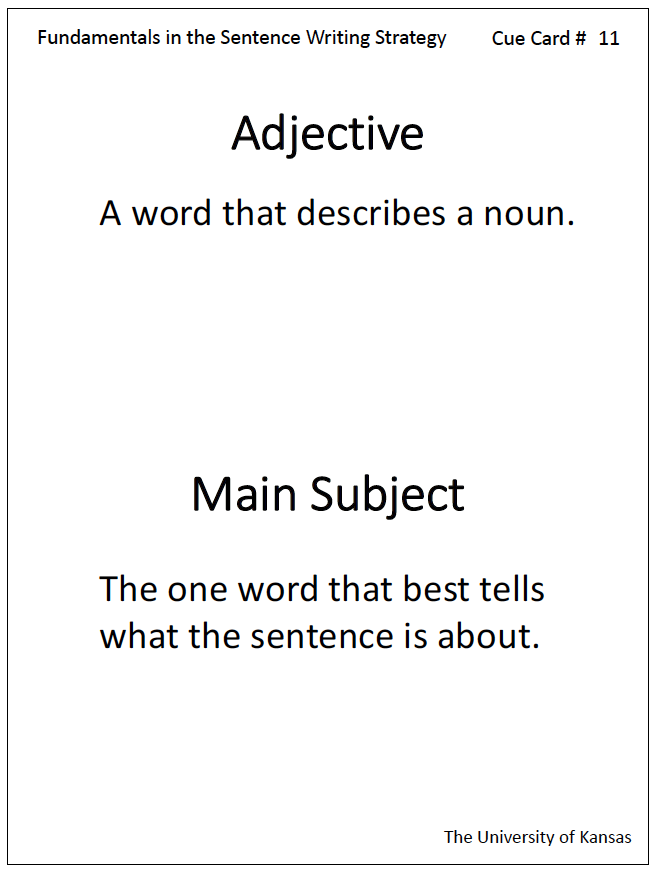 Fundamentals in the Sentence Writing Strategy Cue Card # 11
Adjective
A word that describes a noun.
Main Subject
The one word that best tells
what the sentence is about.
The University of Kansas